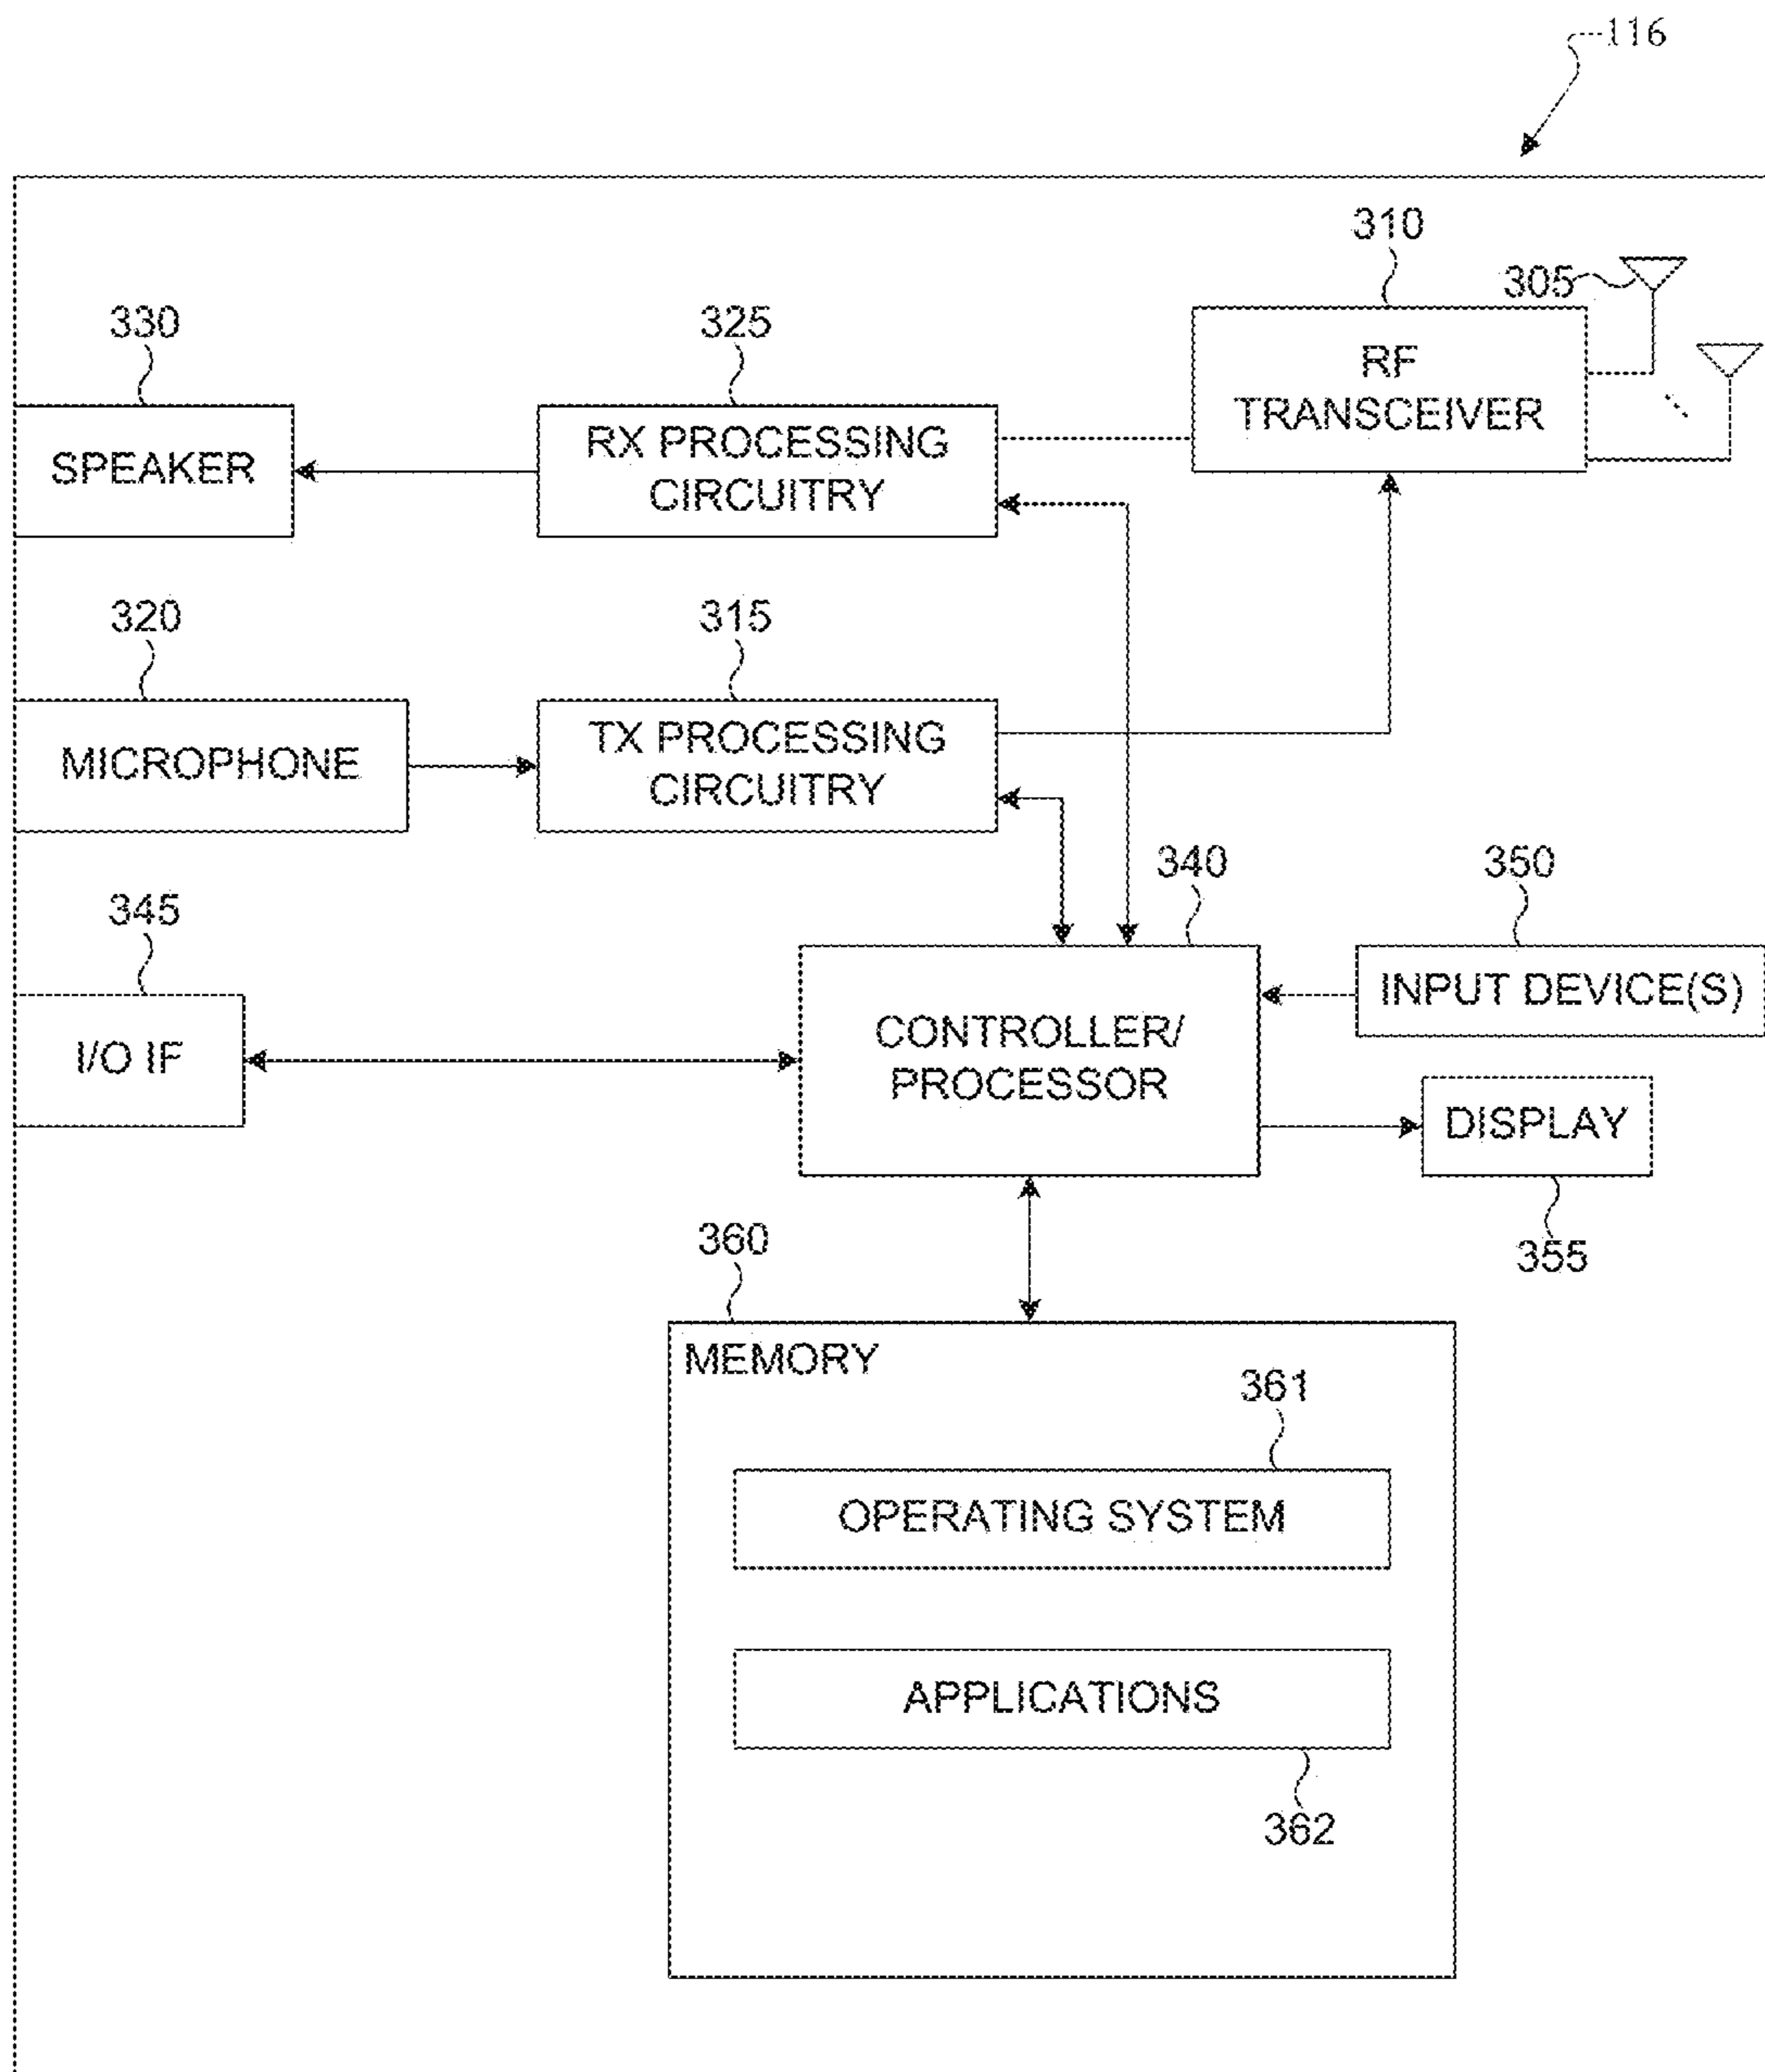 116
310
305
330
325
RF
TRANSCEIVER
SPEAKER
RX PROCESSING
CIRCUITRY
320
315
MICROPHONE
TX PROCESSING
CIRCUITRY
340
350
345
INPUT DEVICE(S)
I/O IF
CONTROLLER/
PROCESSOR
DISPLAY
355
360
MEMORY
361
OPERATING SYSTEM
APPLICATIONS
362